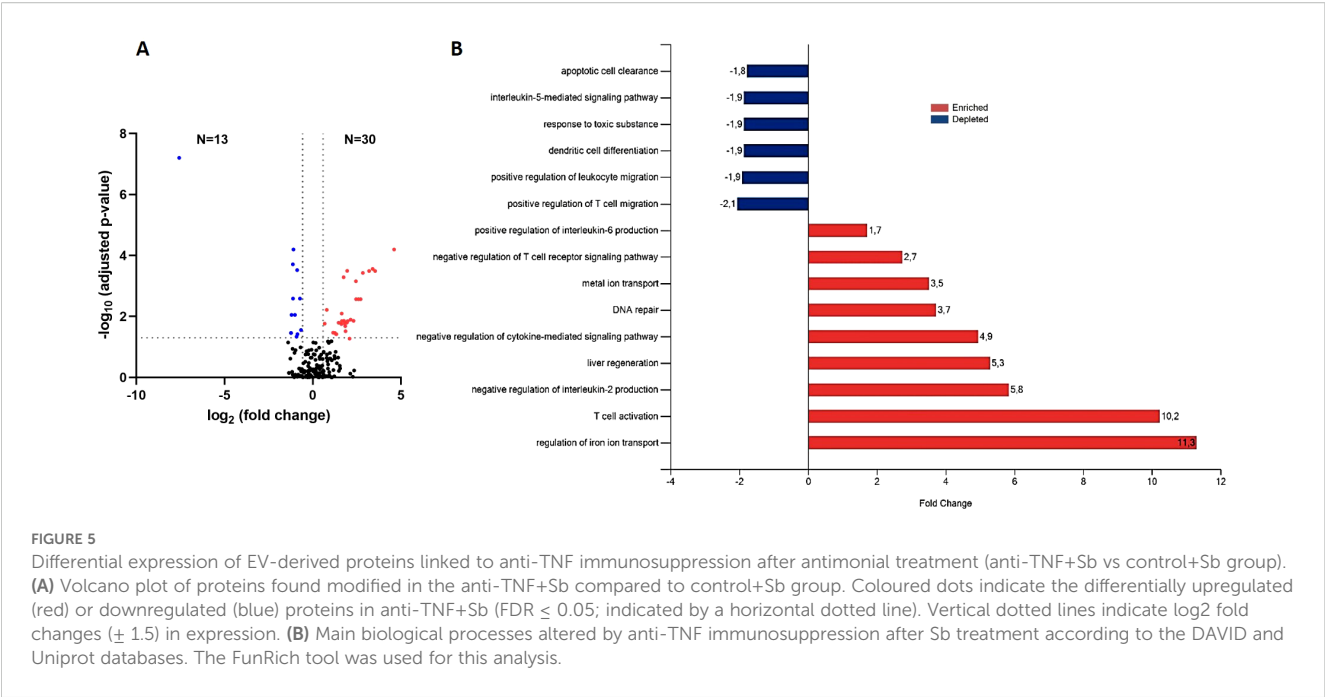 A
N=13
N=30
8
6
4
2
0
-10
-5
0
5
-log10 (adjusted p-value)
log2 (fold change)
B
apoptotic cell clearance
-1,8
interleukin-5-mediated signaling pathway
-1,9
response to toxic substance
-1,9
dendritic cell differentiation
-1,9
positive regulation of leukocyte migration
-1,9
positive regulation of T cell migration
-2,1
positive regulation of interleukin-6 production
1,7
negative regulation of T cell receptor signaling pathway
2,7
metal ion transport
3,5
DNA repair
3,7
negative regulation of cytokine-mediated signaling pathway
4,9
liver regeneration
5,3
negative regulation of interleukin-2 production
5,8
T cell activation
10,2
regulation of iron ion transport
11,3
Enriched
Depleted
-4
-2
0
2
4
6
8
10
12
Fold Change
FIGURE 5
Differential expression of EV-derived proteins linked to anti-TNF immunosuppression after antimonial treatment (anti-TNF+Sb vs control+Sb group).
(A) Volcano plot of proteins found modified in the anti-TNF+Sb compared to control+Sb group. Coloured dots indicate the differentially upregulated
(red) or downregulated (blue) proteins in anti-TNF+Sb (FDR ≤ 0.05; indicated by a horizontal dotted line). Vertical dotted lines indicate log2 fold
changes (± 1.5) in expression. (B) Main biological processes altered by anti-TNF immunosuppression after Sb treatment according to the DAVID and
Uniprot databases. The FunRich tool was used for this analysis.